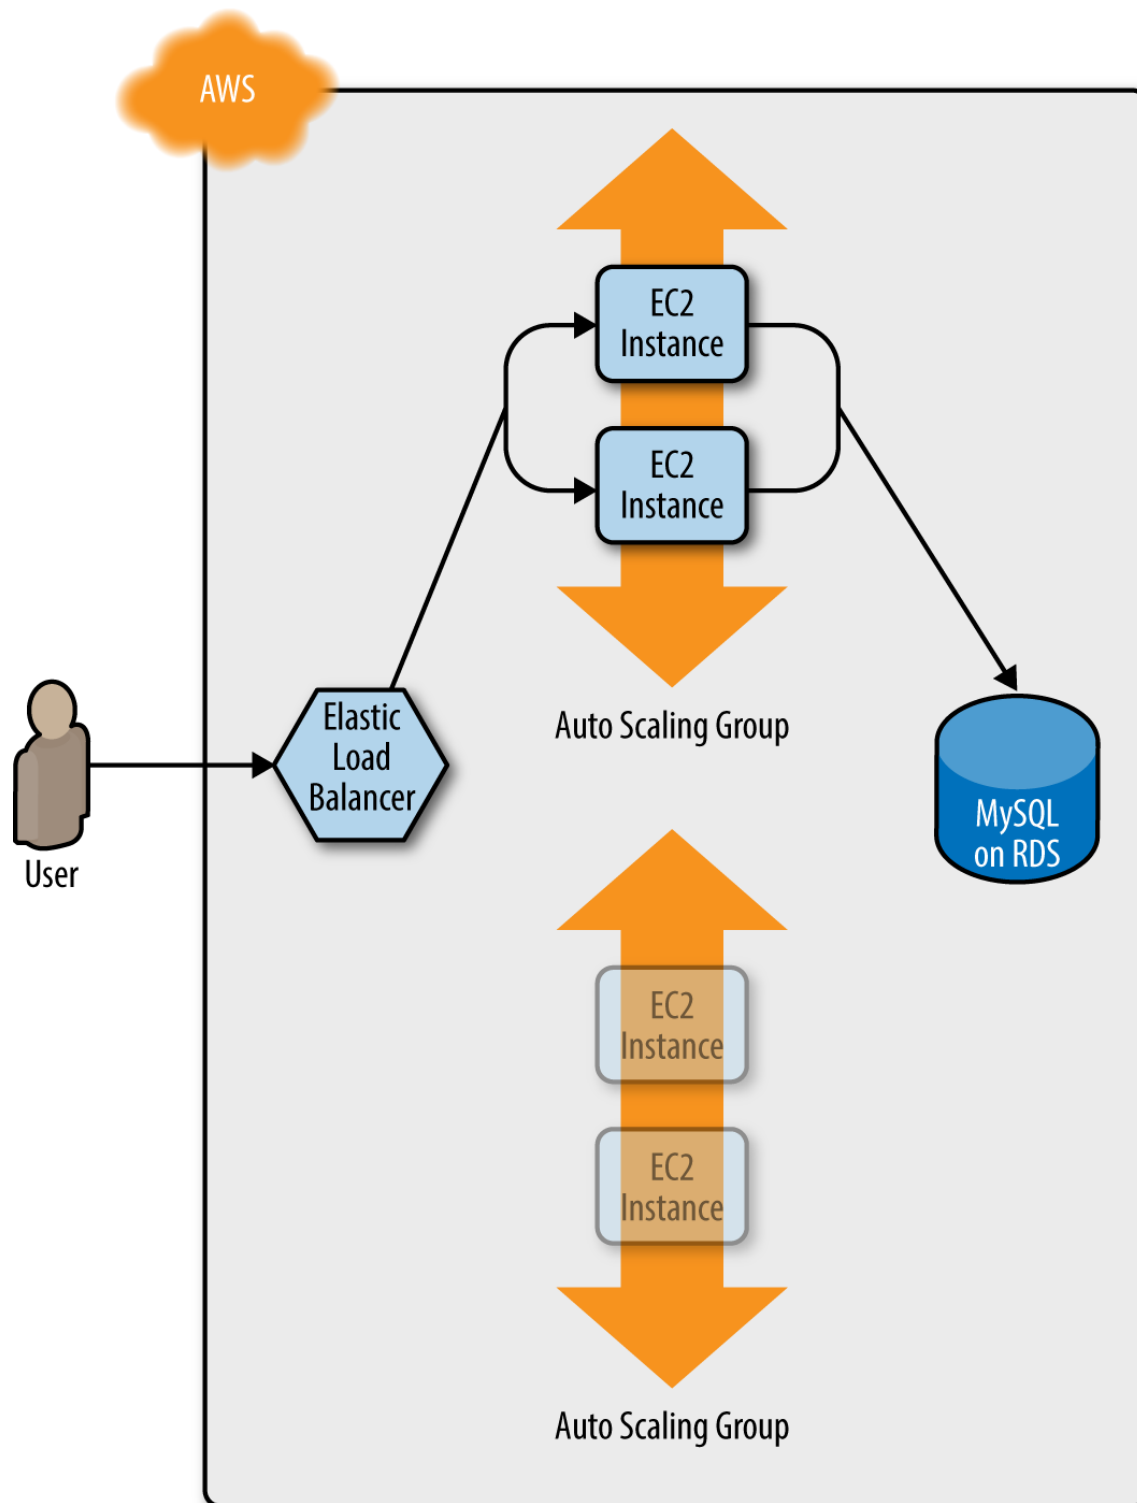 AWS
EC2
Instance
EC2
Instance
Auto Scaling Group
Elastic
Load
Balancer
User
MySQL
on RDS
EC2
Instance
EC2
Instance
Auto Scaling Group